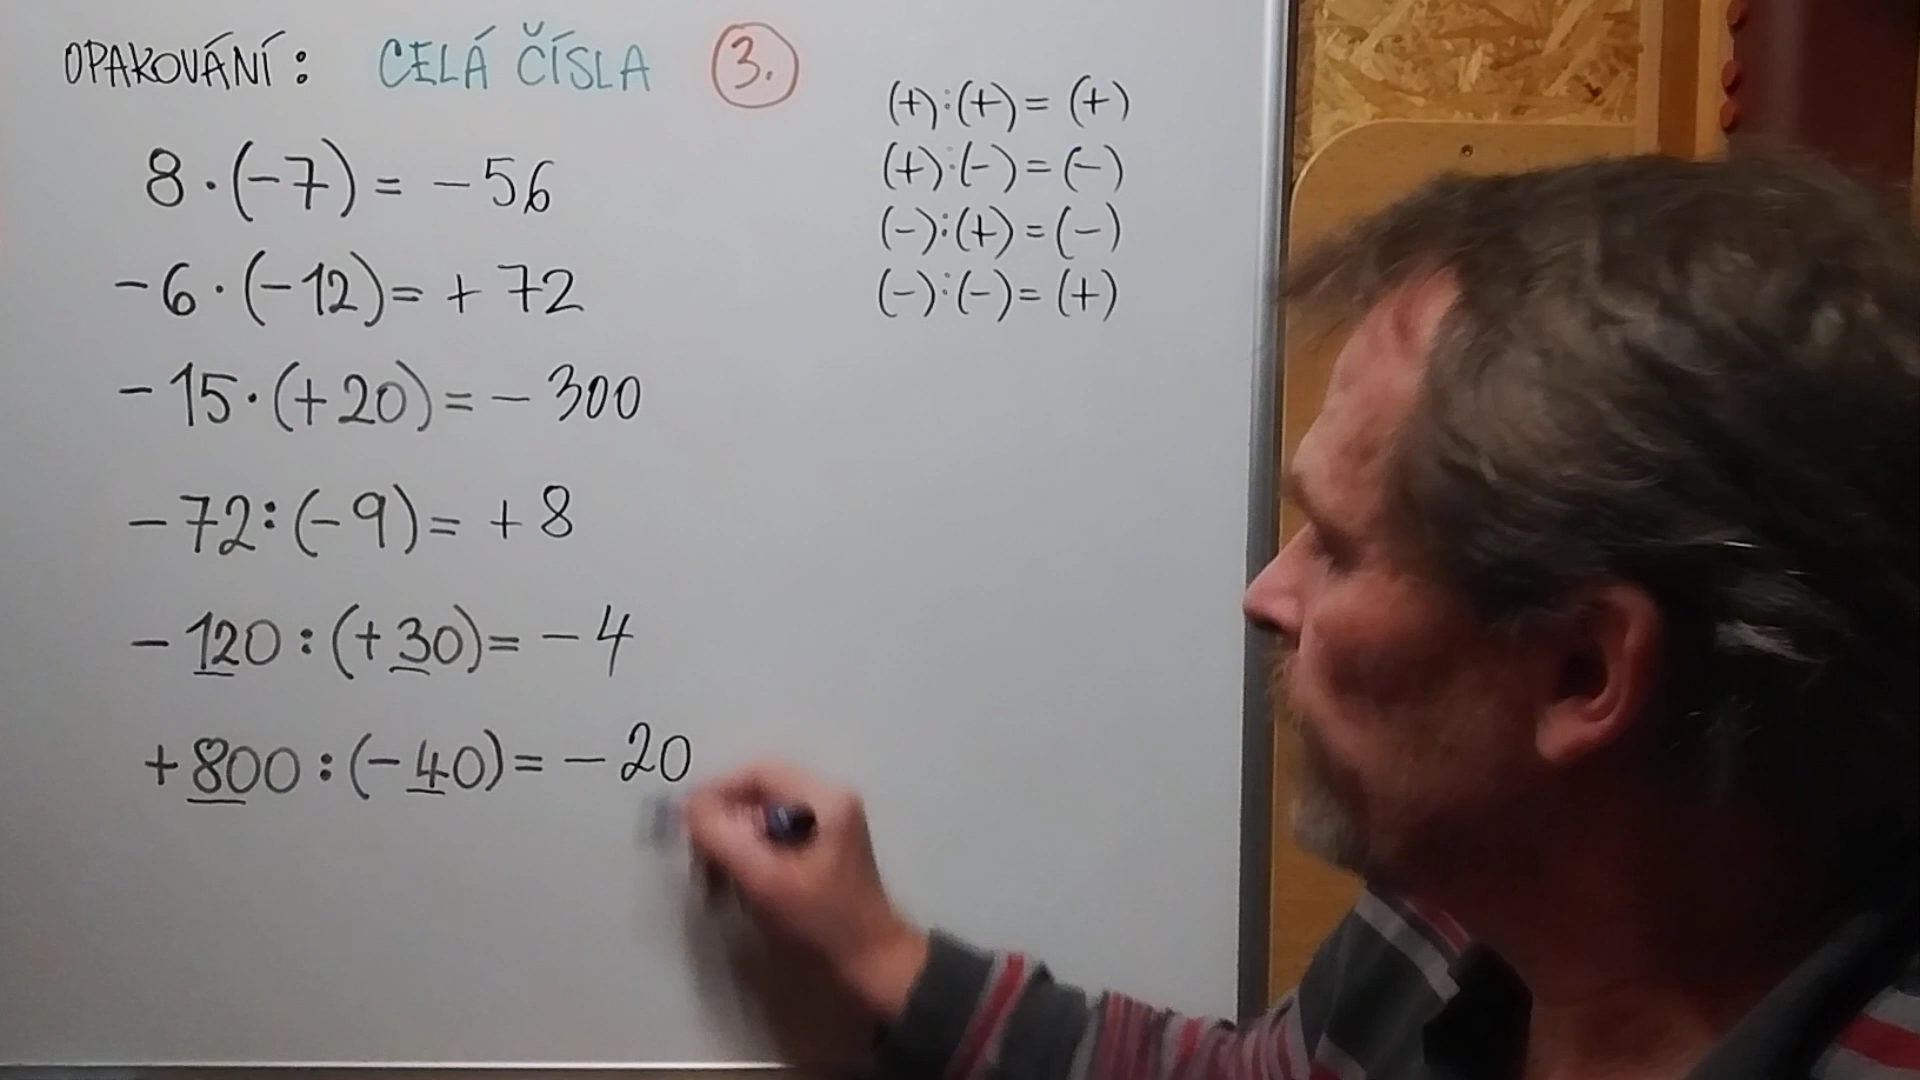 OPAKOVÁNÍ: CELÁ ČÍSLA 3.
8·(-7) = -56
-6·(-12) = +72
-15·(+20) = -300
-72:(-9) = +8
-120:(+30) = -4
+800:(-40) = -20
(+):(+) = (+)
(+):(-) = (-)
(-):(+) = (-)
(-):(-) = (+)